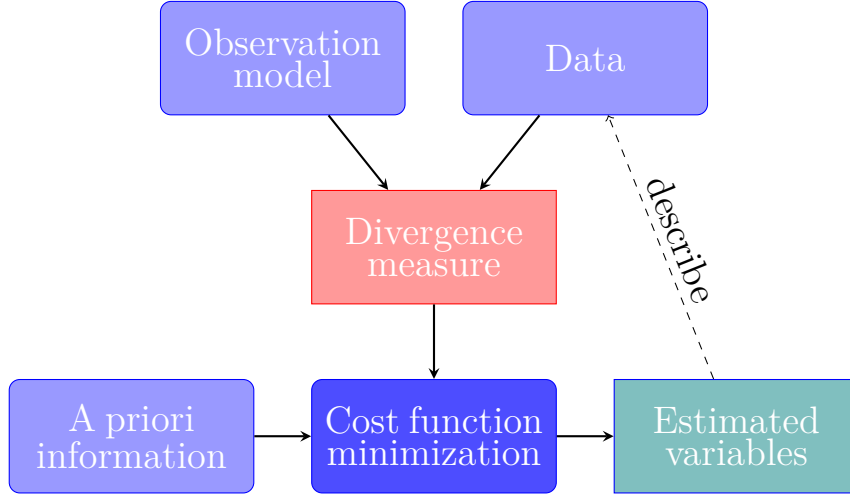 Observation
model
Data
Divergence
measure
describe
A priori
information
Cost function
minimization
Estimated
variables